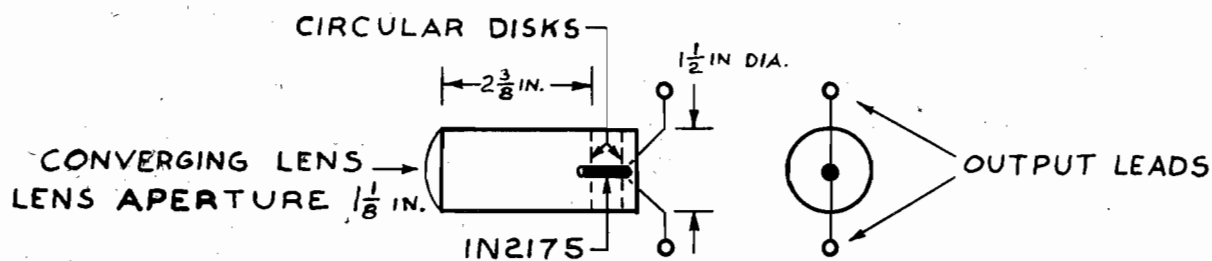 CIRCULAR DISKS
1 1/2 IN DIA.
2 3/8 IN.
CONVERGING LENS
LENS APERTURE 1 1/8 IN.
OUTPUT LEADS
1N2175